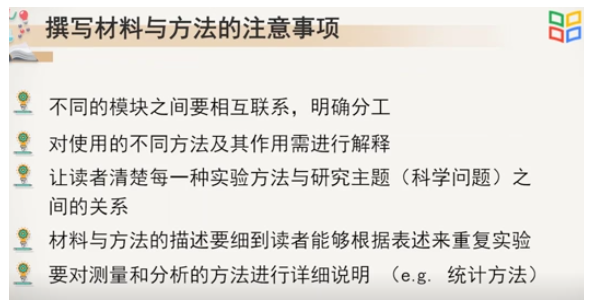 撰写材料与方法的注意事项
不同的模块之间要相互联系，明确分工
对使用的不同方法及其作用需进行解释
让读者清楚每一种实验方法与研究主题（科学问题）之
间的关系
材料与方法的描述要细到读者能够根据表述来重复实验
要对测量和分析的方法进行详细说明 （e.g. 统计方法）